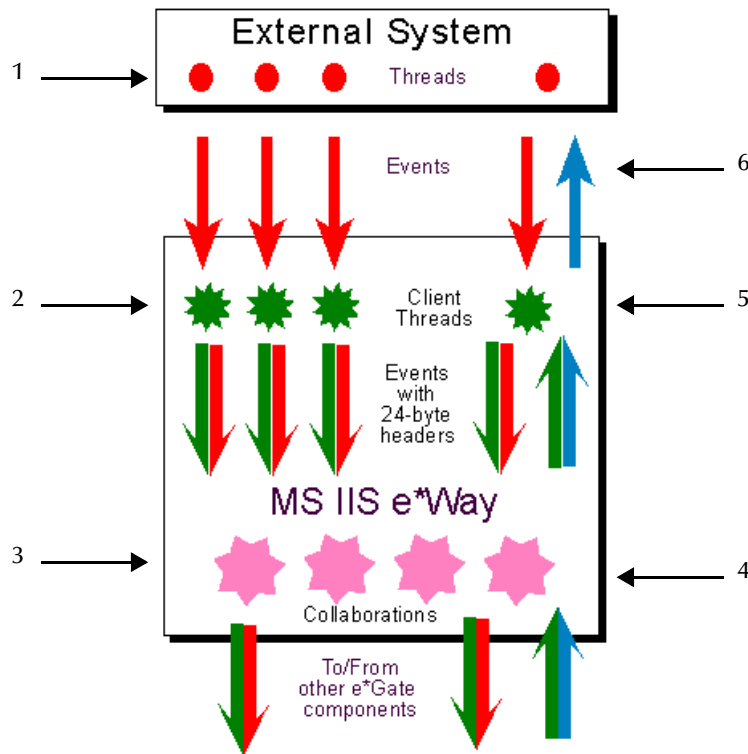 External System
1
Threads
Events
6
2
Client
Threads
5
Events
with
24-byte
headers
MS IIS e*Way
3
4
Collaborations
To/From
other e*Gate
components